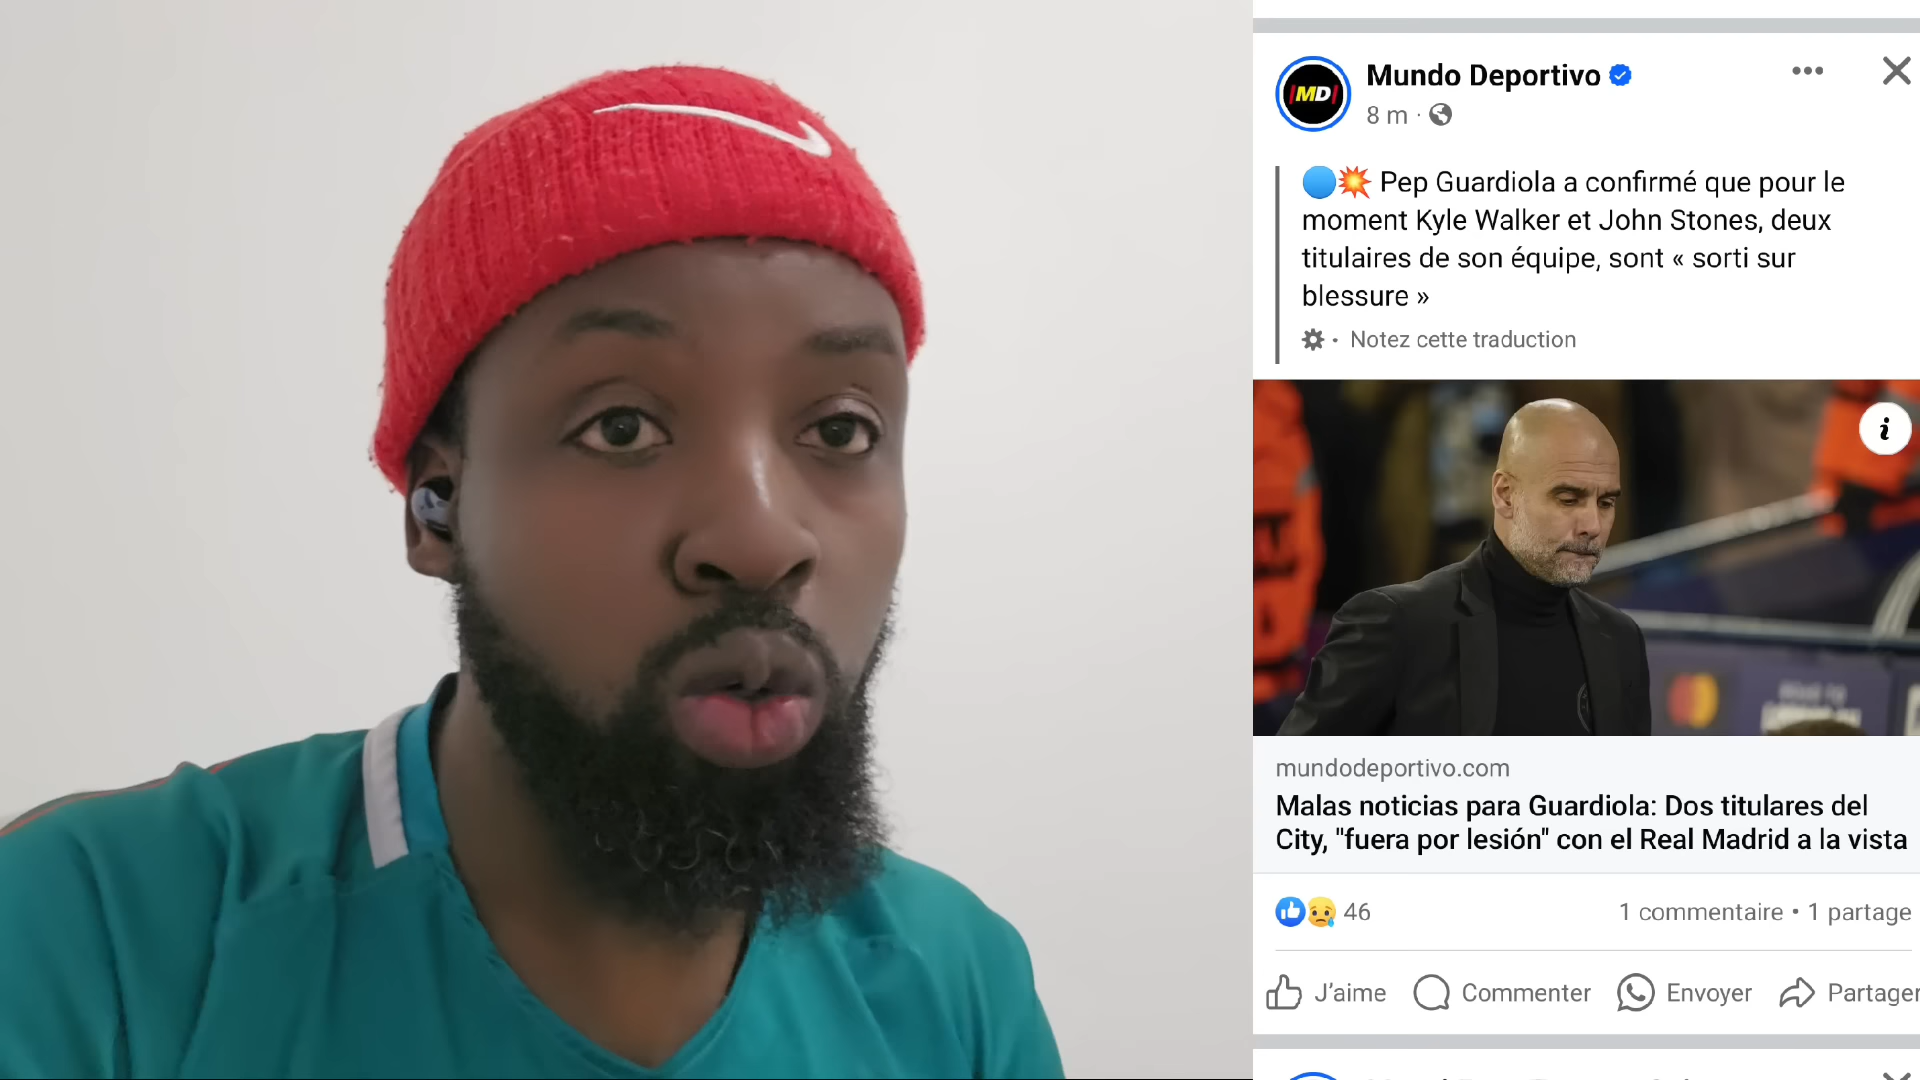 Mundo Deportivo
MD
8 m ·
Pep Guardiola a confirmé que pour le
moment Kyle Walker et John Stones, deux
titulaires de son équipe, sont « sorti sur
blessure »
· Notez cette traduction
i
mundodeportivo.com
Malas noticias para Guardiola: Dos titulares del
City, "fuera por lesión" con el Real Madrid a la vista
46
1 commentaire • 1 partage
J’aime
Commenter
Envoyer
Partager